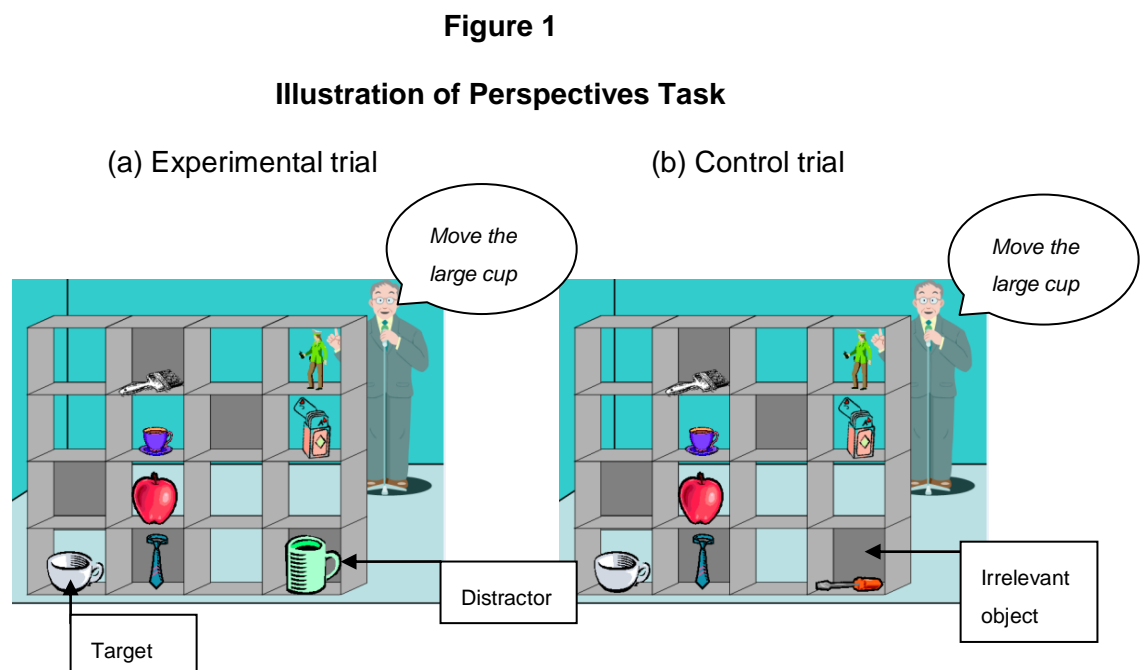 Figure 1
Illustration of Perspectives Task
(a) Experimental trial
(b) Control trial
Move the
large cup
Move the
large cup
Distractor
Irrelevant
object
Target